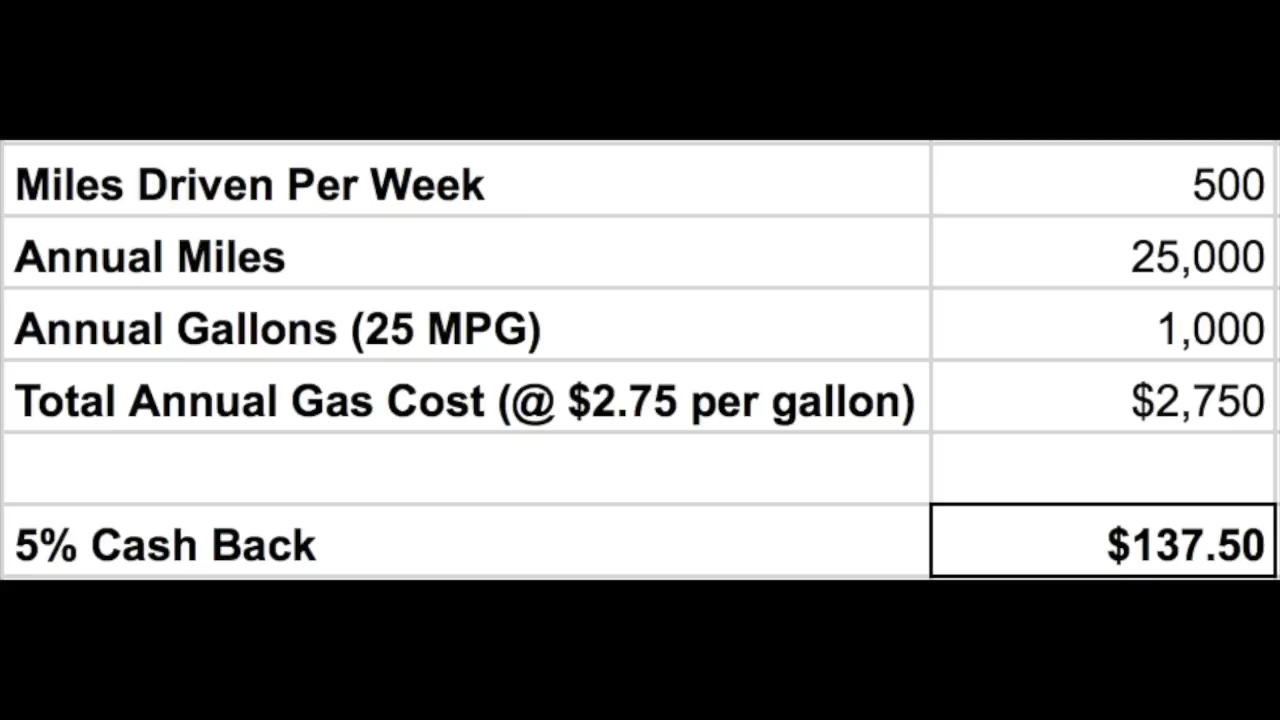 Miles Driven Per Week 500
Annual Miles 25,000
Annual Gallons (25 MPG) 1,000
Total Annual Gas Cost (@ $2.75 per gallon) $2,750
5% Cash Back $137.50